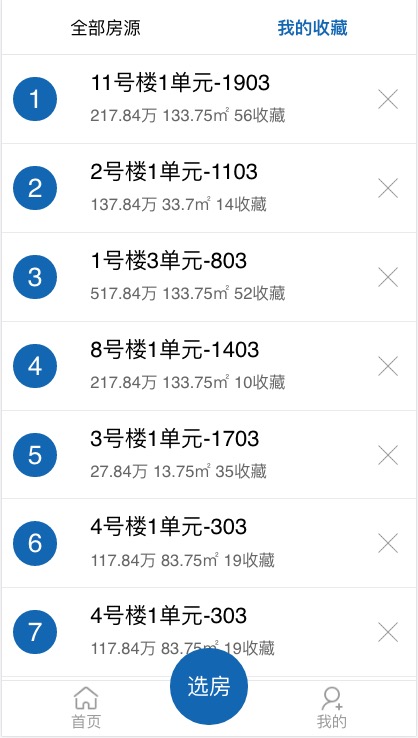 全部房源 我的收藏
1 11号楼1单元-1903
217.84万 133.75㎡ 56收藏
2 2号楼1单元-1103
137.84万 33.7㎡ 14收藏
3 1号楼3单元-803
517.84万 133.75㎡ 52收藏
4 8号楼1单元-1403
217.84万 133.75㎡ 10收藏
5 3号楼1单元-1703
27.84万 13.75㎡ 35收藏
6 4号楼1单元-303
117.84万 83.75㎡ 19收藏
7 4号楼1单元-303
117.84万 83.75㎡ 19收藏
选房
首页 我的